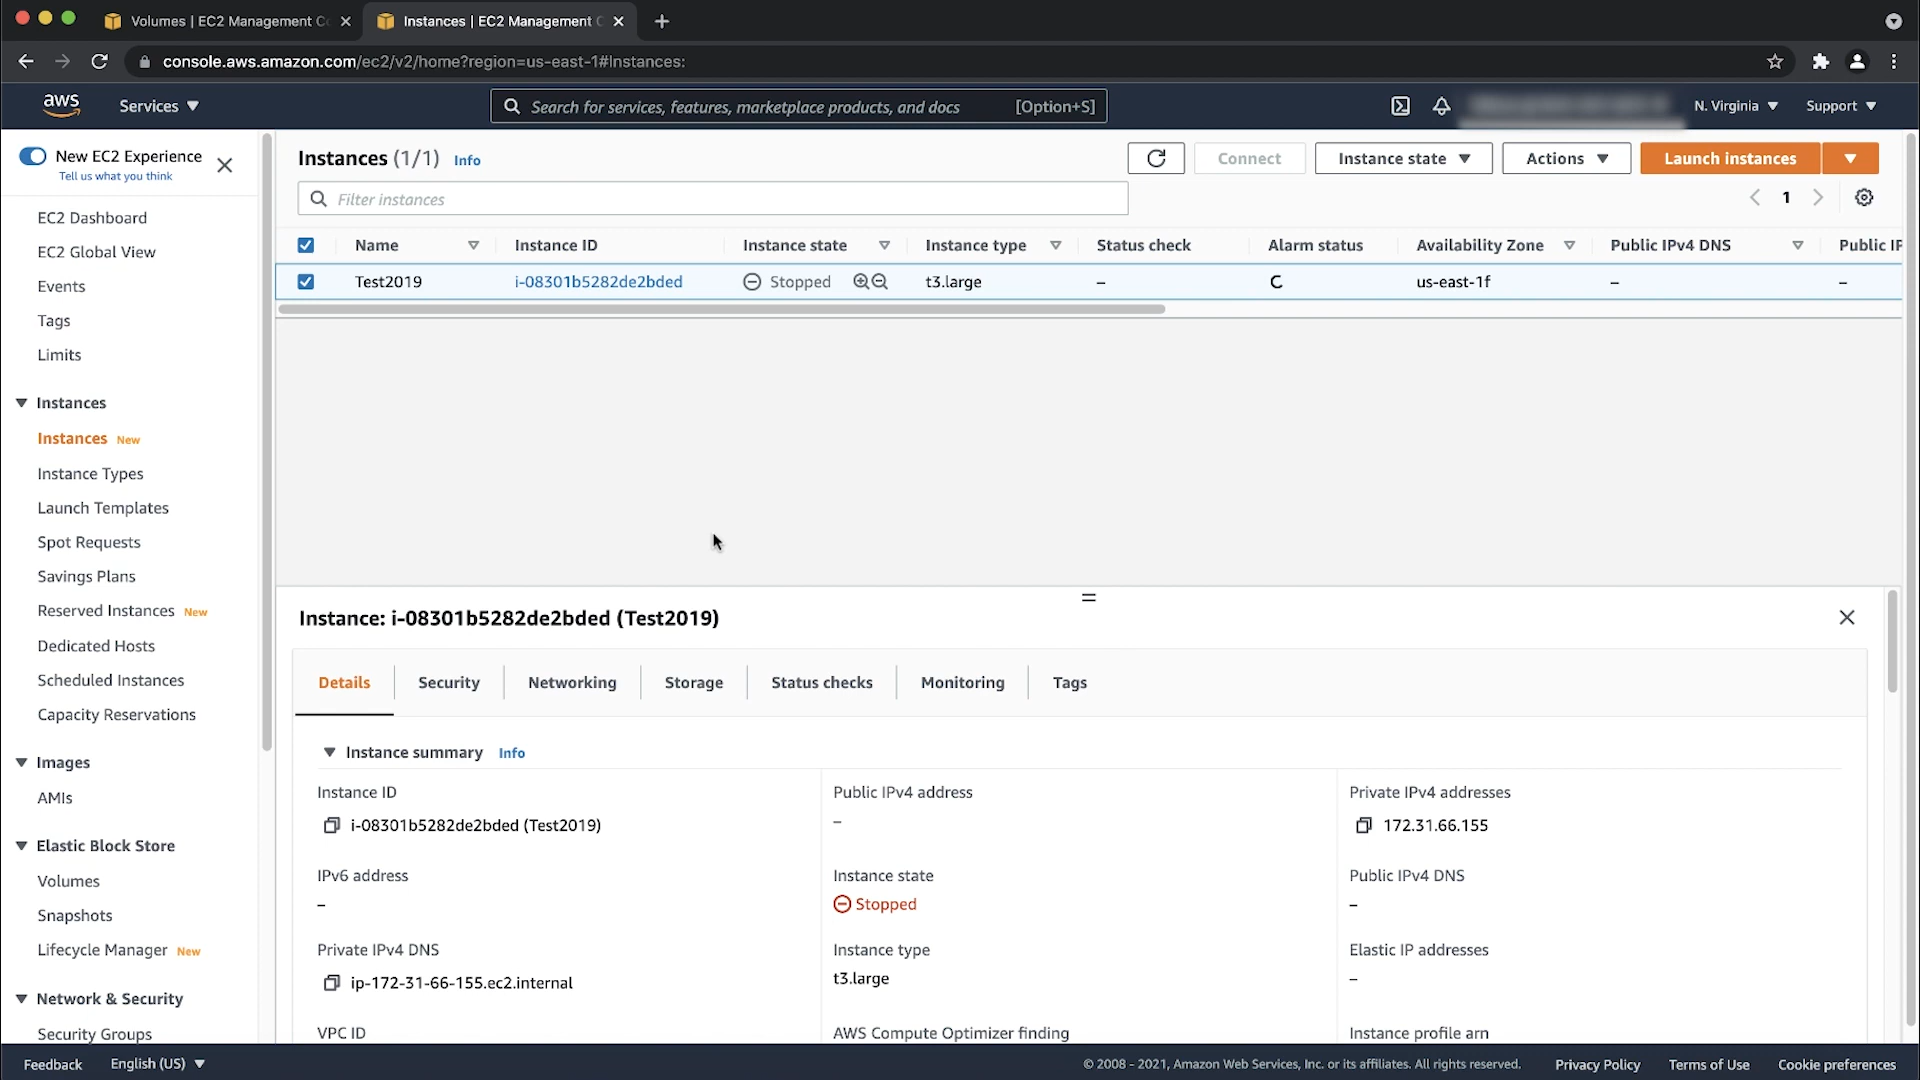 Volumes | EC2 Management Co
Instances | EC2 Management C
console.aws.amazon.com/ec2/v2/home?region=us-east-1#Instances:
aws
Services
Search for services, features, marketplace products, and docs
[Option+S]
N. Virginia
Support
New EC2 Experience
Tell us what you think
EC2 Dashboard
EC2 Global View
Events
Tags
Limits
Instances
Instances New
Instance Types
Launch Templates
Spot Requests
Savings Plans
Reserved Instances New
Dedicated Hosts
Scheduled Instances
Capacity Reservations
Images
AMIs
Elastic Block Store
Volumes
Snapshots
Lifecycle Manager New
Network & Security
Security Groups
Instances (1/1) Info
Connect
Instance state
Actions
Launch instances
Filter instances
1
Name Instance ID Instance state Instance type Status check Alarm status Availability Zone Public IPv4 DNS Public IP
Test2019 i-08301b5282de2bded Stopped t3.large – us-east-1f – –
Instance: i-08301b5282de2bded (Test2019)
Details Security Networking Storage Status checks Monitoring Tags
Instance summary Info
Instance ID Public IPv4 address Private IPv4 addresses
i-08301b5282de2bded (Test2019) – 172.31.66.155
IPv6 address Instance state Public IPv4 DNS
– Stopped –
Private IPv4 DNS Instance type Elastic IP addresses
ip-172-31-66-155.ec2.internal t3.large –
VPC ID AWS Compute Optimizer finding Instance profile arn
Feedback English (US) © 2008 - 2021, Amazon Web Services, Inc. or its affiliates. All rights reserved. Privacy Policy Terms of Use Cookie preferences